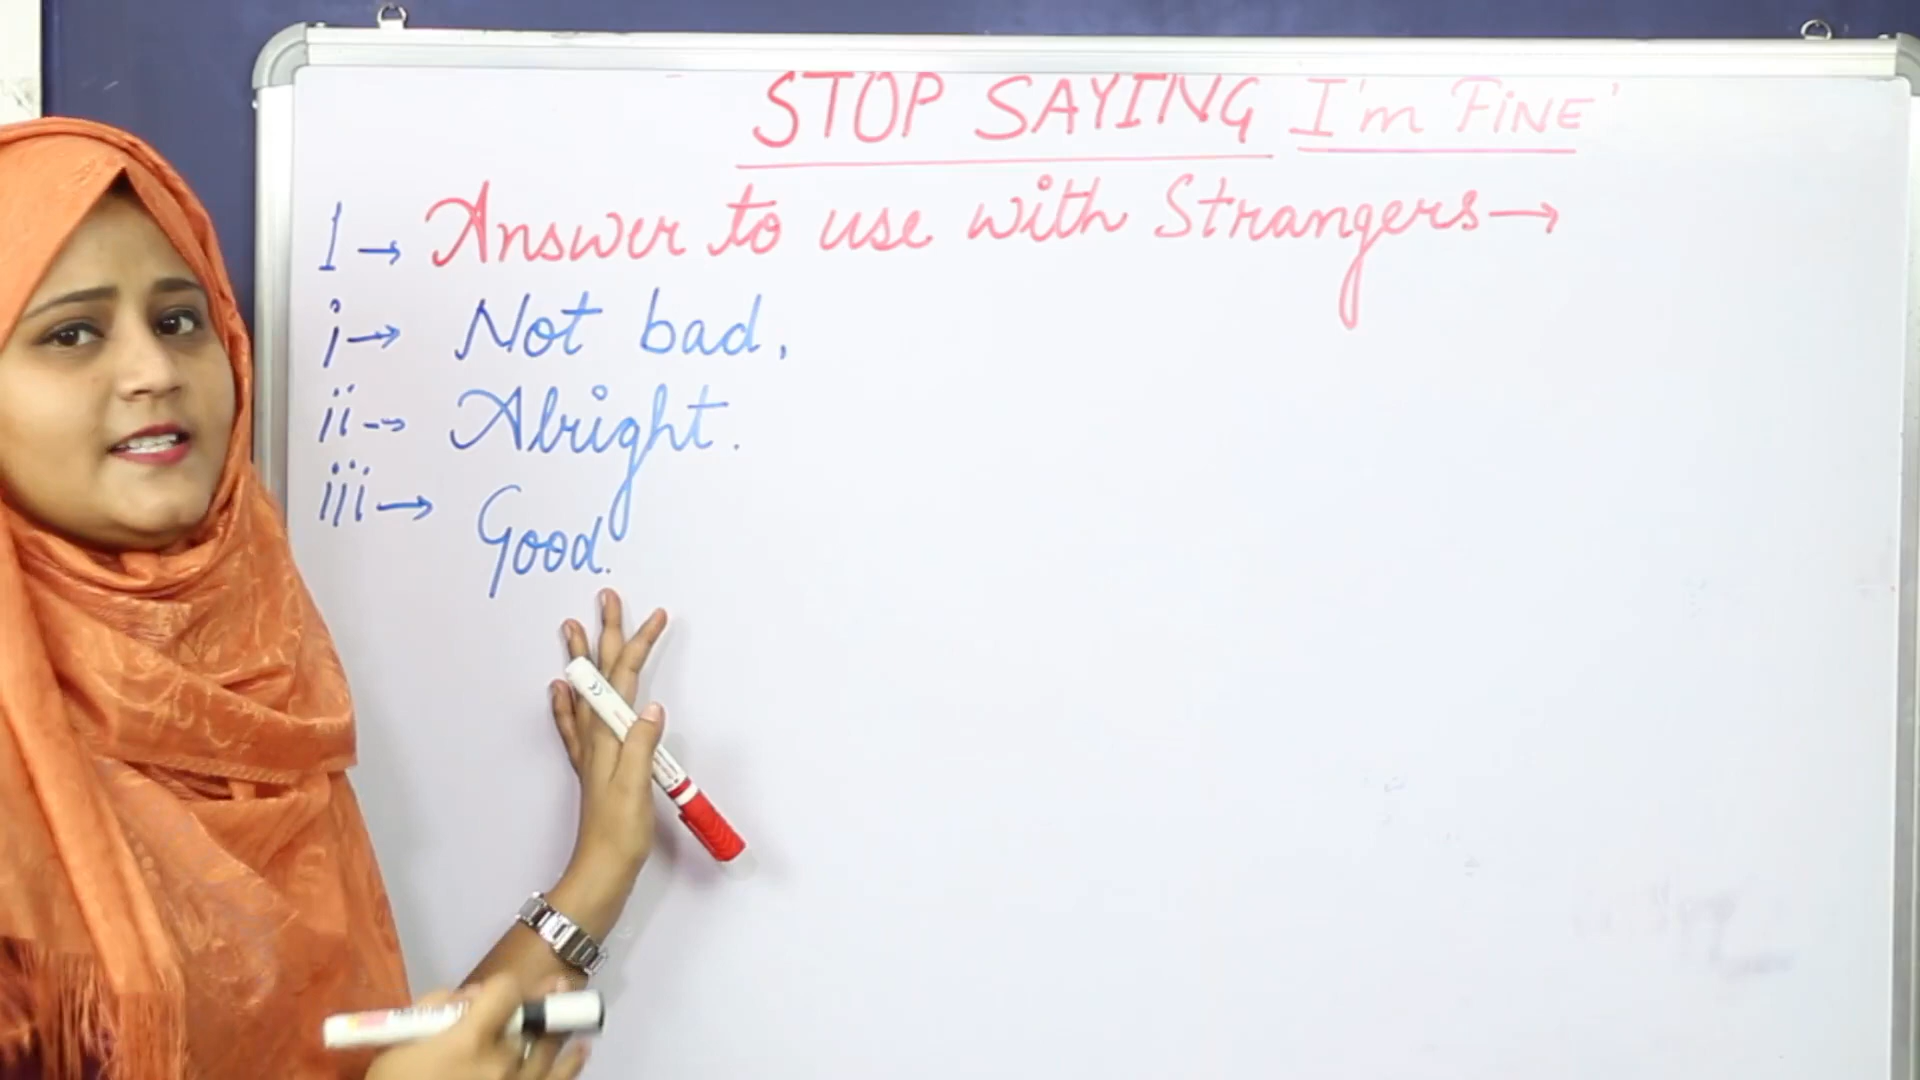 STOP SAYING I'm FiNE'
1 → Answer to use with Strangers →
i → Not bad,
ii → Alright.
iii → Good.